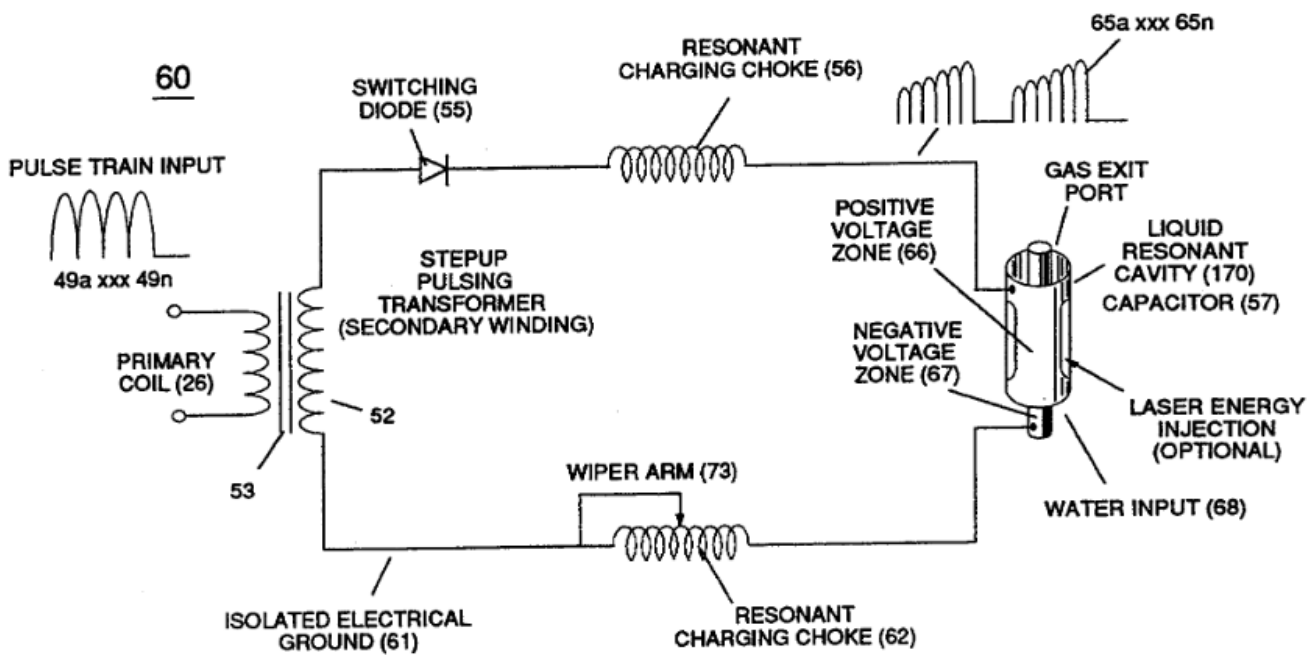 60
PULSE TRAIN INPUT
49a xxx 49n
PRIMARY
COIL (26)
53
52
STEPUP
PULSING
TRANSFORMER
(SECONDARY WINDING)
SWITCHING
DIODE (55)
RESONANT
CHARGING CHOKE (56)
65a xxx 65n
GAS EXIT
PORT
POSITIVE
VOLTAGE
ZONE (66)
LIQUID
RESONANT
CAVITY (170)
CAPACITOR (57)
NEGATIVE
VOLTAGE
ZONE (67)
LASER ENERGY
INJECTION
(OPTIONAL)
WATER INPUT (68)
WIPER ARM (73)
ISOLATED ELECTRICAL
GROUND (61)
RESONANT
CHARGING CHOKE (62)